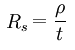 R_s = ρ/t